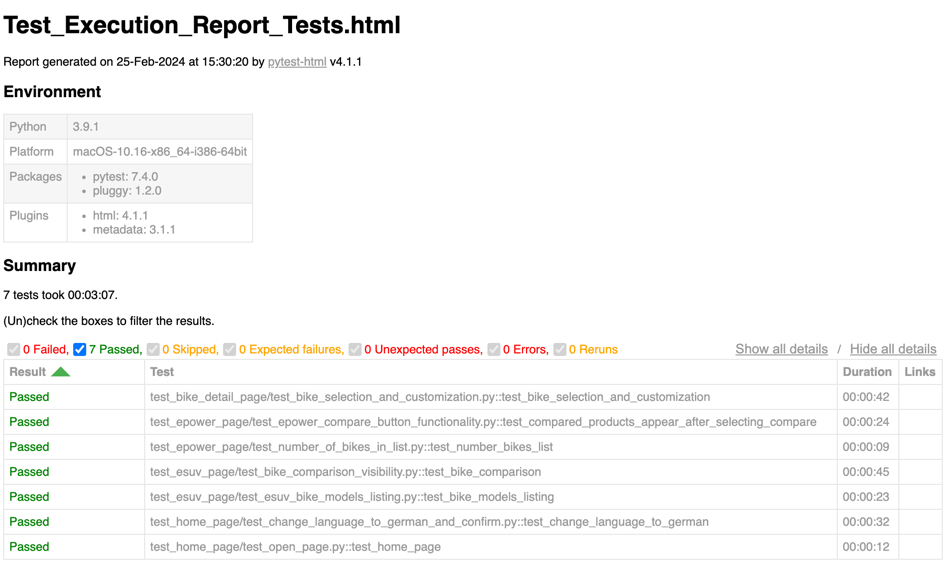 Test_Execution_Report_Tests.html
Report generated on 25-Feb-2024 at 15:30:20 by pytest-html v4.1.1
Environment
Python 3.9.1
Platform macOS-10.16-x86_64-i386-64bit
Packages • pytest: 7.4.0
• pluggy: 1.2.0
Plugins • html: 4.1.1
• metadata: 3.1.1
Summary
7 tests took 00:03:07.
(Un)check the boxes to filter the results.
0 Failed, 7 Passed, 0 Skipped, 0 Expected failures, 0 Unexpected passes, 0 Errors, 0 Reruns Show all details / Hide all details
Result Test Duration Links
Passed test_bike_detail_page/test_bike_selection_and_customization.py::test_bike_selection_and_customization 00:00:42
Passed test_epower_page/test_epower_compare_button_functionality.py::test_compared_products_appear_after_selecting_compare 00:00:24
Passed test_epower_page/test_number_of_bikes_in_list.py::test_number_bikes_list 00:00:09
Passed test_esuv_page/test_bike_comparison_visibility.py::test_bike_comparison 00:00:45
Passed test_esuv_page/test_esuv_bike_models_listing.py::test_bike_models_listing 00:00:23
Passed test_home_page/test_change_language_to_german_and_confirm.py::test_change_language_to_german 00:00:32
Passed test_home_page/test_open_page.py::test_home_page 00:00:12